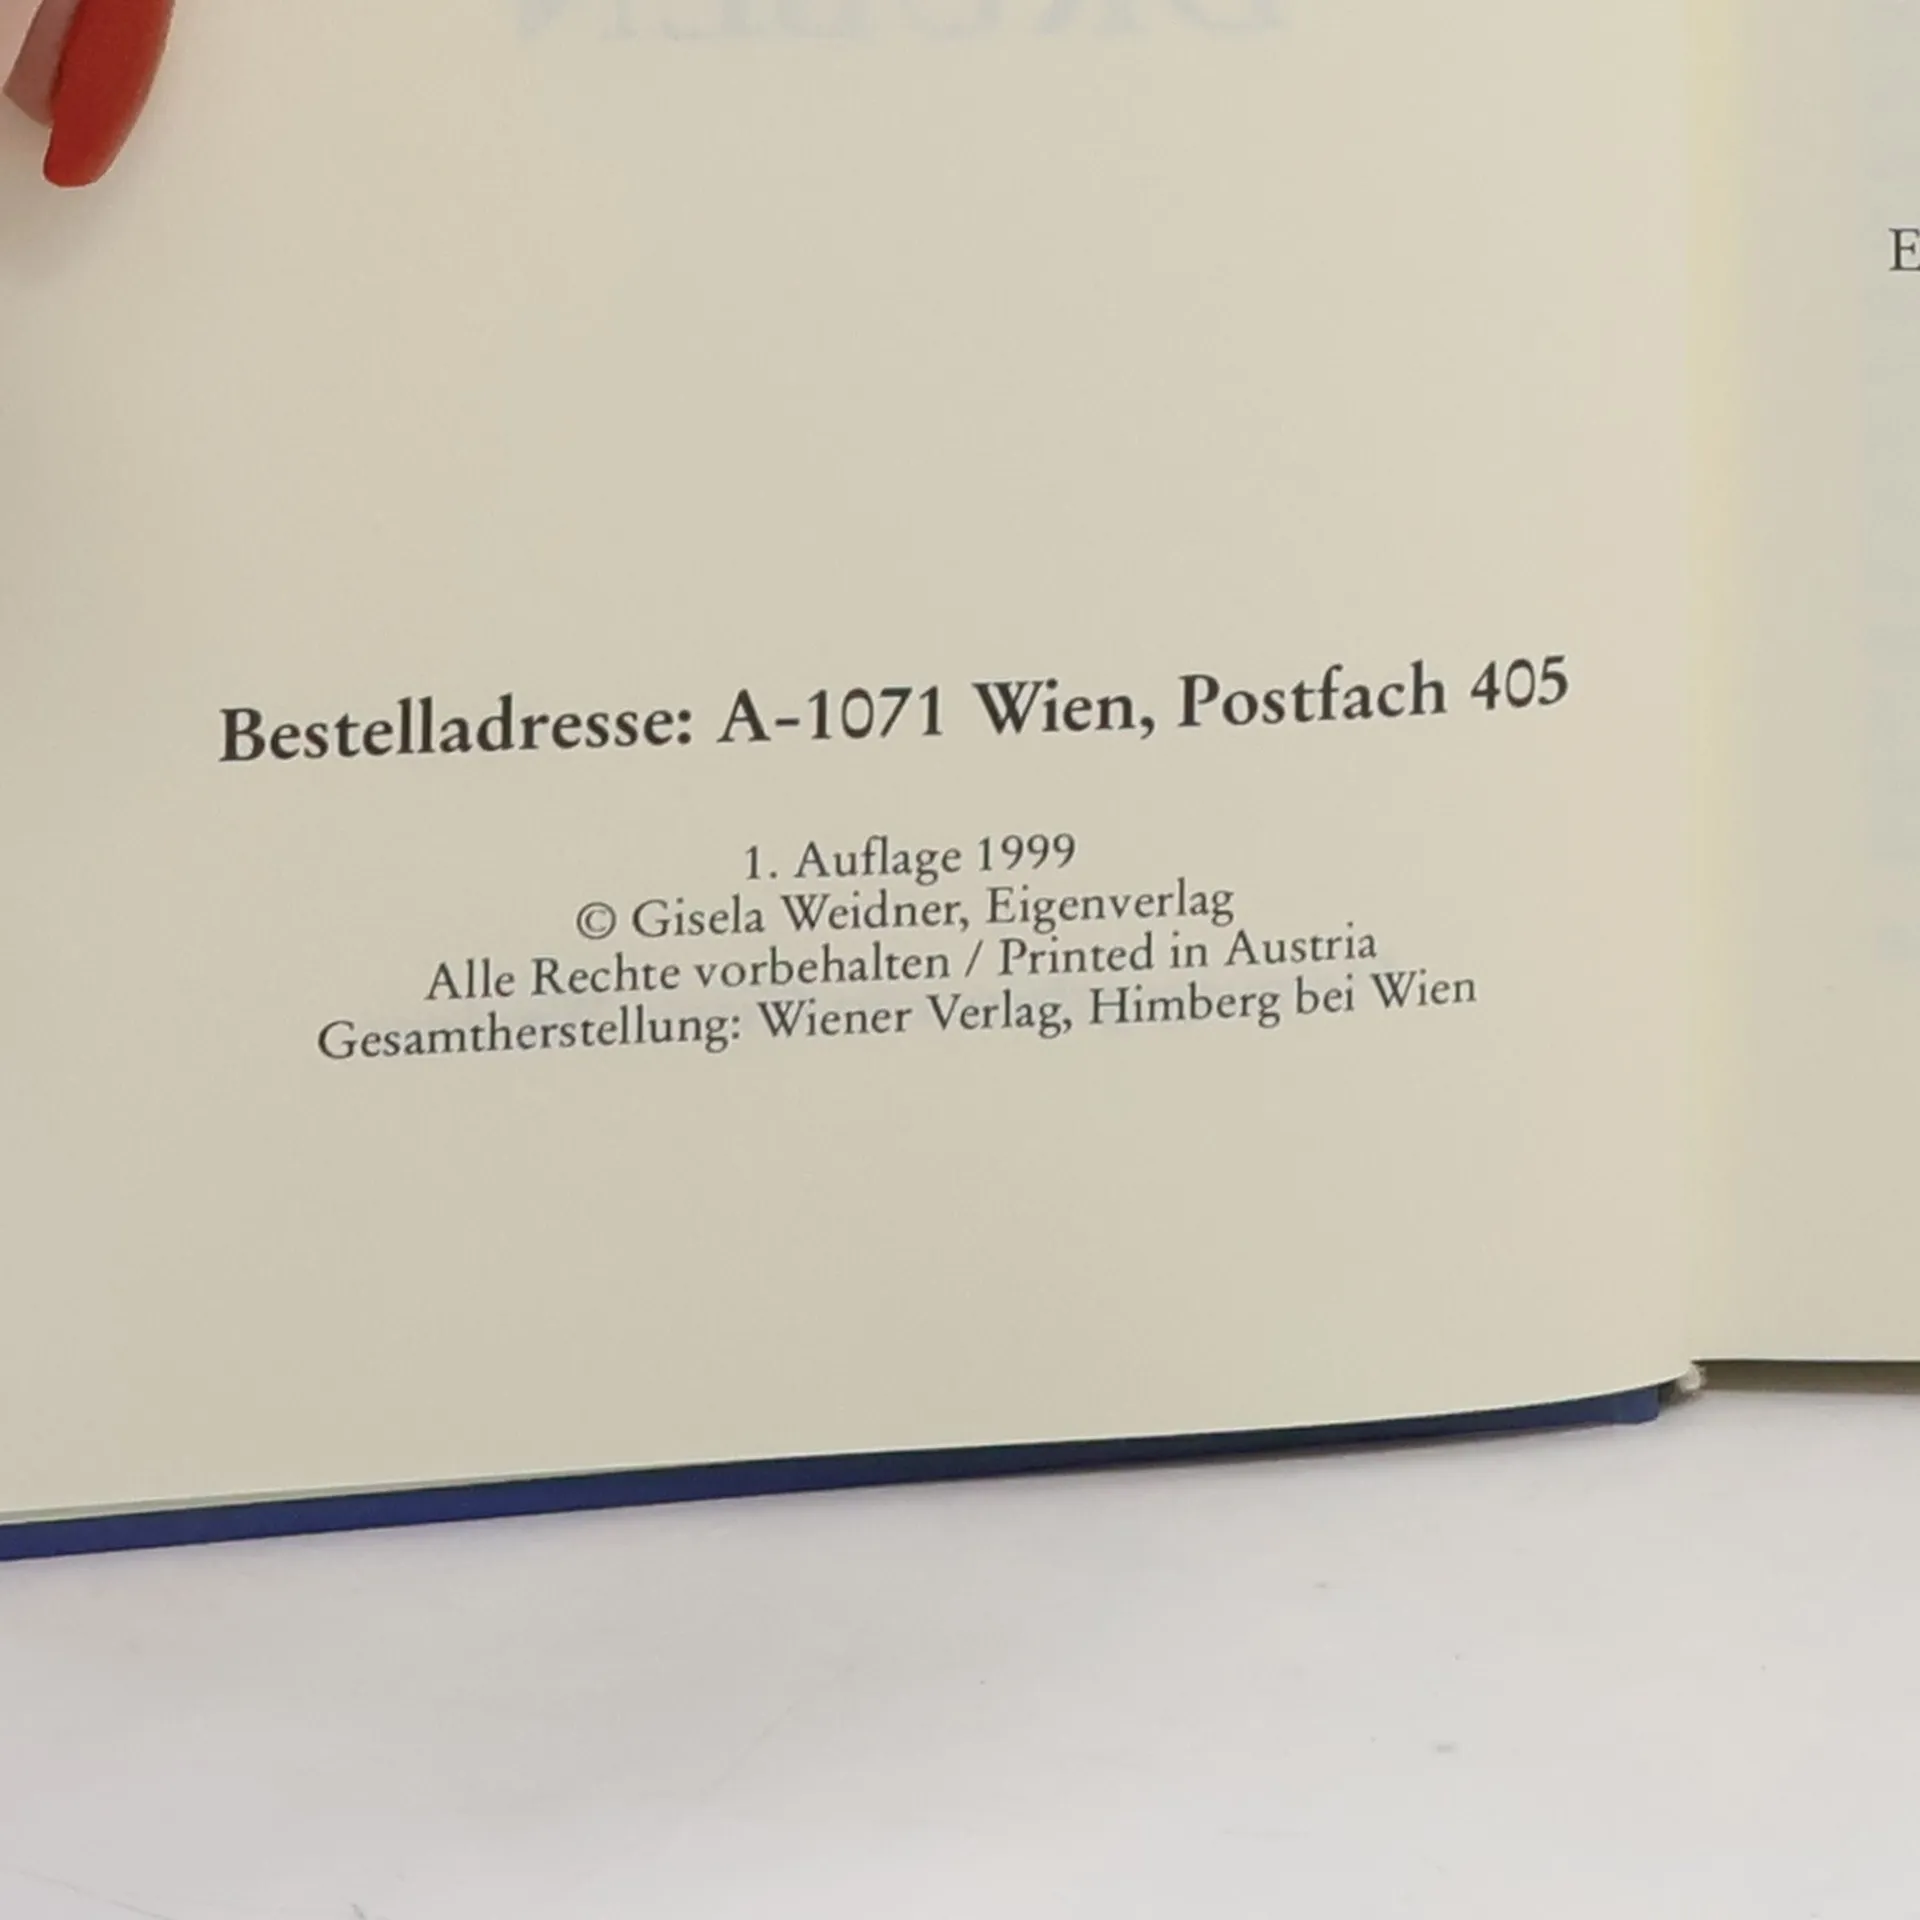 Bestelladresse: A-1071 Wien, Postfach 405
1. Auflage 1999
© Gisela Weidner, Eigenverlag
Alle Rechte vorbehalten / Printed in Austria
Gesamtherstellung: Wiener Verlag, Himberg bei Wien
E